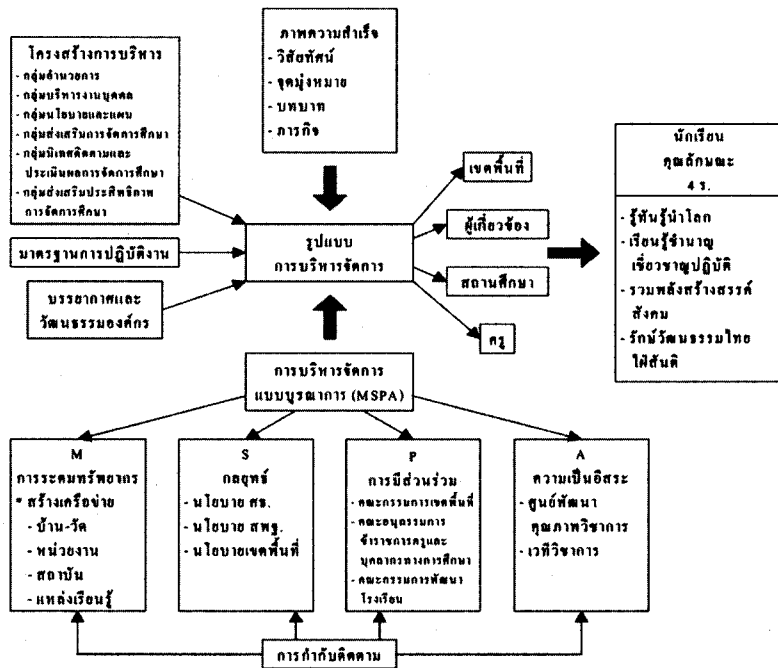 โครงสร้างการบริหาร
- กลุ่มอำนวยการ
- กลุ่มบริหารงานบุคคล
- กลุ่มนโยบายและแผน
- กลุ่มส่งเสริมการจัดการศึกษา
- กลุ่มนิเทศติดตามและ
ประเมินผลการจัดการศึกษา
- กลุ่มส่งเสริมประสิทธิภาพ
การจัดการศึกษา
มาตรฐานการปฏิบัติงาน
บรรยากาศและ
วัฒนธรรมองค์กร
ภาพความสำเร็จ
- วิสัยทัศน์
- จุดมุ่งหมาย
- บทบาท
- ภารกิจ
รูปแบบ
การบริหารจัดการ
เขตพื้นที่
ผู้เกี่ยวข้อง
สถานศึกษา
ครู
นักเรียน
คุณลักษณะ
4 ร.
- รู้ทันรู้นำโลก
- เรียนรู้ชำนาญ
เชี่ยวชาญปฏิบัติ
- รวมพลังสร้างสรรค์
สังคม
- รักษ์วัฒนธรรมไทย
ใฝ่สันติ
การบริหารจัดการ
แบบบูรณาการ (MSPA)
M
การระดมทรัพยากร
* สร้างเครือข่าย
- บ้าน-วัด
- หน่วยงาน
- สถาบัน
- แหล่งเรียนรู้
S
กลยุทธ์
- นโยบาย ศธ.
- นโยบาย สพฐ.
- นโยบายเขตพื้นที่
P
การมีส่วนร่วม
- คณะกรรมการเขตพื้นที่
- คณะอนุกรรมการ
ข้าราชการครูและ
บุคลากรทางการศึกษา
- คณะกรรมการพัฒนา
โรงเรียน
A
ความเป็นอิสระ
- ศูนย์พัฒนา
คุณภาพวิชาการ
- เวทีวิชาการ
การกำกับติดตาม